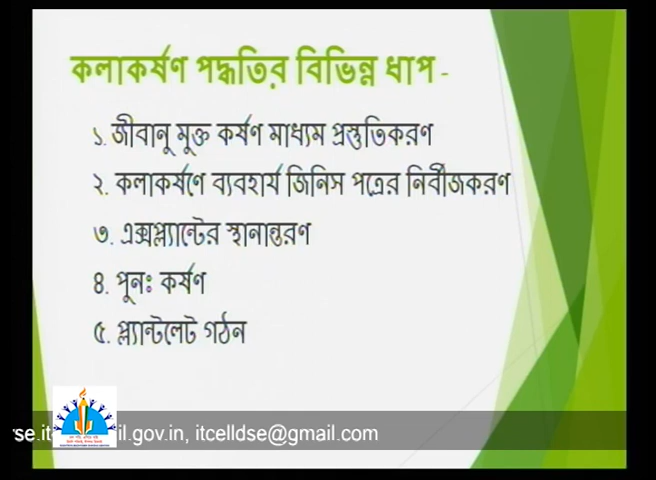 কলাকর্ষণ পদ্ধতির বিভিন্ন ধাপ -
১. জীবানু মুক্ত কর্ষণ মাধ্যম প্রস্তুতিকরণ
২. কলাকর্ষণে ব্যবহার্য জিনিস পত্রের নির্বীজকরণ
৩. এক্সপ্ল্যান্টের স্থানান্তরণ
৪. পুনঃ কর্ষণ
৫. প্ল্যান্টলেট গঠন
il.gov.in, itcelldse@gmail.com